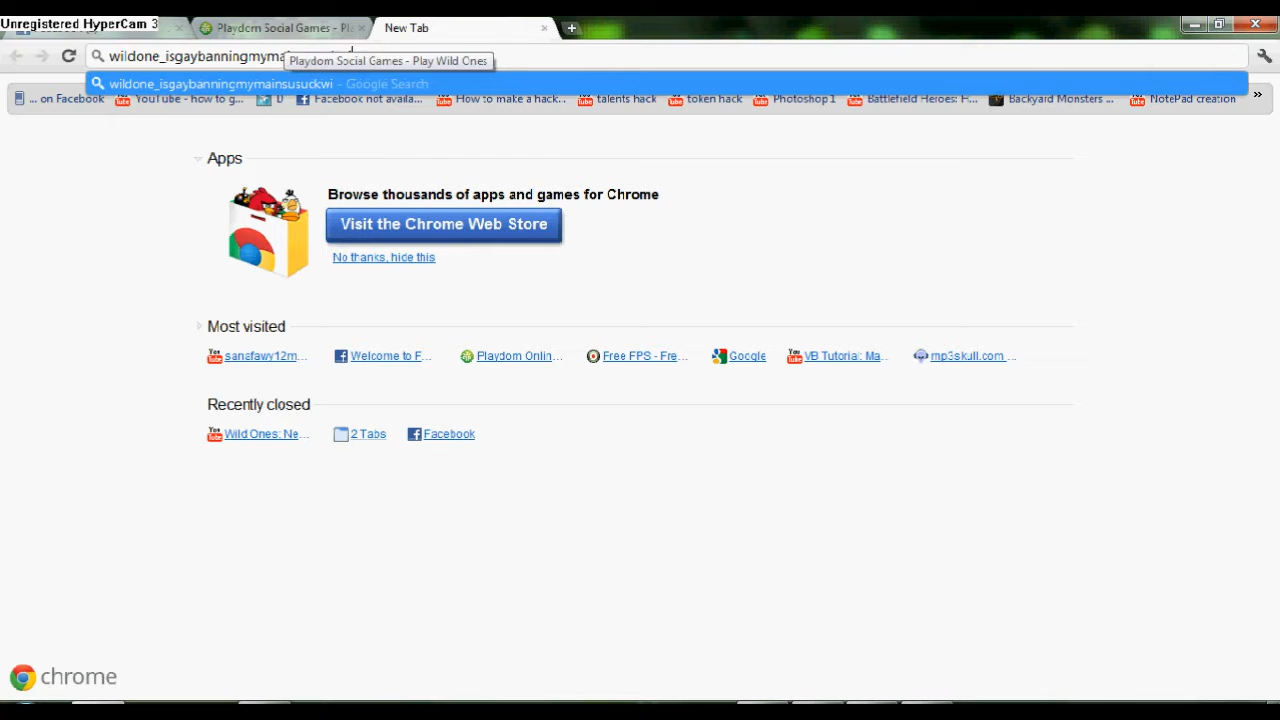 Unregistered HyperCam 3
Playdom Social Games - Pla
New Tab
wildone_isgaybanningmyma
Playdom Social Games - Play Wild Ones
wildone_isgaybanningmymainsusuckwi - Google Search
... on Facebook YouTube - how to g... Facebook not availa... How to make a hack... talents hack token hack Photoshop 1 Battlefield Heroes: H... Backyard Monsters ... NotePad creation »
Apps
Browse thousands of apps and games for Chrome
Visit the Chrome Web Store
No thanks, hide this
Most visited
sanafawy12m... Welcome to F... Playdom Onlin... Free FPS - Fre... Google VB Tutorial: Ma... mp3skull.com ...
Recently closed
Wild Ones: Ne... 2 Tabs Facebook
chrome